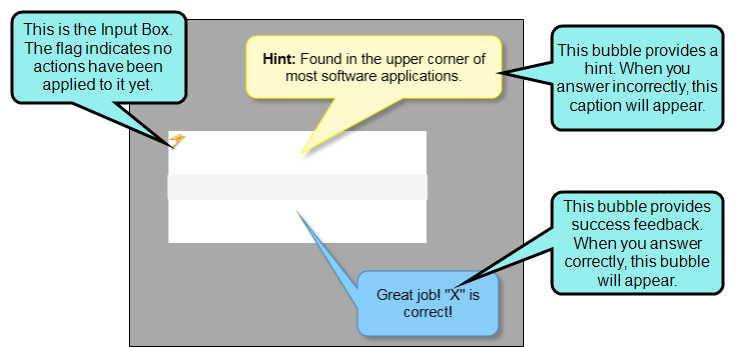 This is the Input Box.
The flag indicates no
actions have been
applied to it yet.
Hint: Found in the upper corner of
most software applications.
This bubble provides a
hint. When you
answer incorrectly, this
caption will appear.
This bubble provides
success feedback.
When you answer
correctly, this bubble
will appear.
Great job! "X" is
correct!